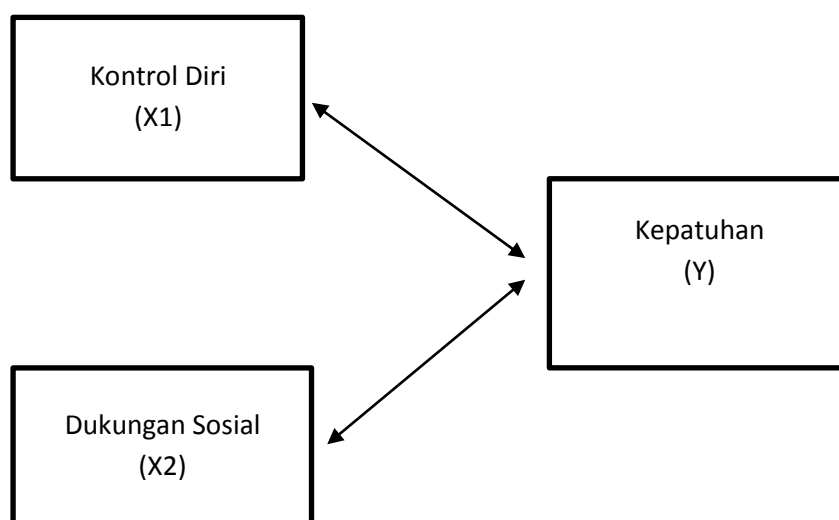 Kontrol Diri
(X1)
Kepatuhan
(Y)
Dukungan Sosial
(X2)